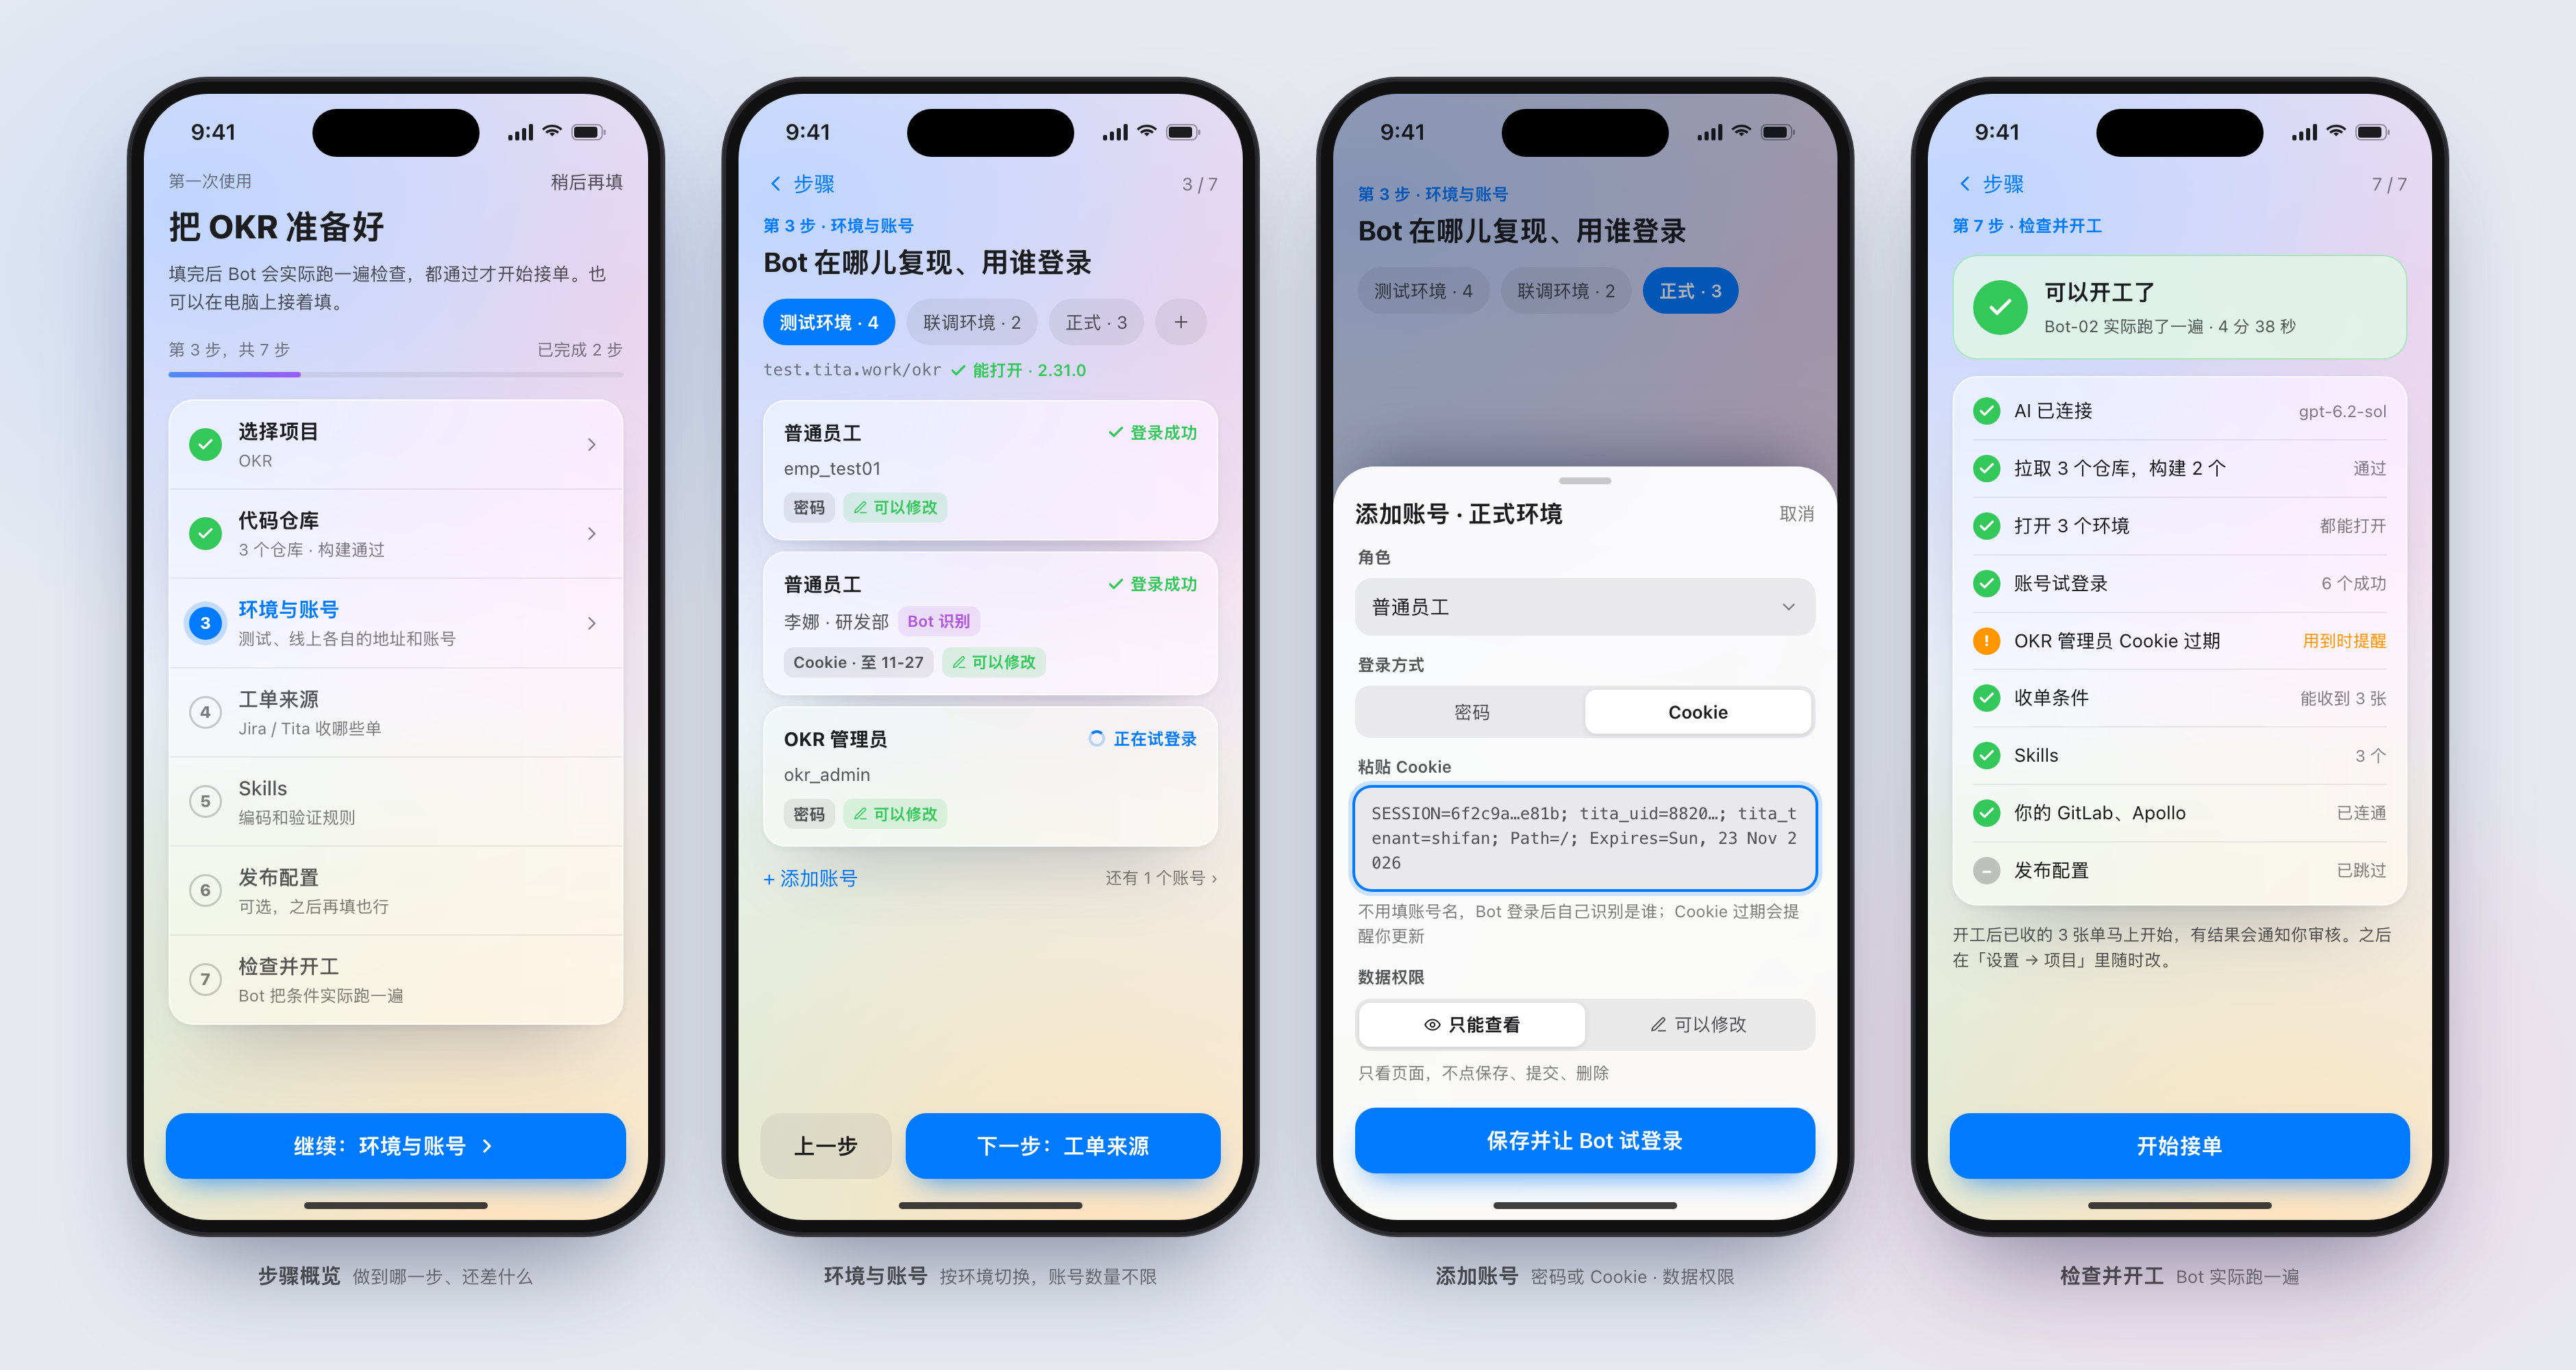 9:41
第一次使用
稍后再填
把 OKR 准备好
填完后 Bot 会实际跑一遍检查，都通过才开始接单。也
可以在电脑上接着填。
第 3 步，共 7 步
已完成 2 步
选择项目
OKR
代码仓库
3 个仓库 · 构建通过
3
环境与账号
测试、线上各自的地址和账号
4
工单来源
Jira / Tita 收哪些单
5
Skills
编码和验证规则
6
发布配置
可选，之后再填也行
7
检查并开工
Bot 把条件实际跑一遍
继续：环境与账号
步骤概览 做到哪一步、还差什么
9:41
步骤
3 / 7
第 3 步 · 环境与账号
Bot 在哪儿复现、用谁登录
测试环境 · 4
联调环境 · 2
正式 · 3
+
test.tita.work/okr 能打开 · 2.31.0
普通员工
登录成功
emp_test01
密码
可以修改
普通员工
登录成功
李娜 · 研发部 Bot 识别
Cookie · 至 11-27
可以修改
OKR 管理员
正在试登录
okr_admin
密码
可以修改
+ 添加账号
还有 1 个账号 ›
上一步
下一步：工单来源
环境与账号 按环境切换，账号数量不限
9:41
第 3 步 · 环境与账号
Bot 在哪儿复现、用谁登录
测试环境 · 4
联调环境 · 2
正式 · 3
添加账号 · 正式环境
取消
角色
普通员工
登录方式
密码
Cookie
粘贴 Cookie
SESSION=6f2c9a…e81b; tita_uid=8820…; tita_t
enant=shifan; Path=/; Expires=Sun, 23 Nov 2
026
不用填账号名，Bot 登录后自己识别是谁；Cookie 过期会提
醒你更新
数据权限
只能查看
可以修改
只看页面，不点保存、提交、删除
保存并让 Bot 试登录
添加账号 密码或 Cookie · 数据权限
9:41
步骤
7 / 7
第 7 步 · 检查并开工
可以开工了
Bot-02 实际跑了一遍 · 4 分 38 秒
AI 已连接
gpt-6.2-sol
拉取 3 个仓库，构建 2 个
通过
打开 3 个环境
都能打开
账号试登录
6 个成功
OKR 管理员 Cookie 过期
用到时提醒
收单条件
能收到 3 张
Skills
3 个
你的 GitLab、Apollo
已连通
发布配置
已跳过
开工后已收的 3 张单马上开始，有结果会通知你审核。之后
在「设置 → 项目」里随时改。
开始接单
检查并开工 Bot 实际跑一遍